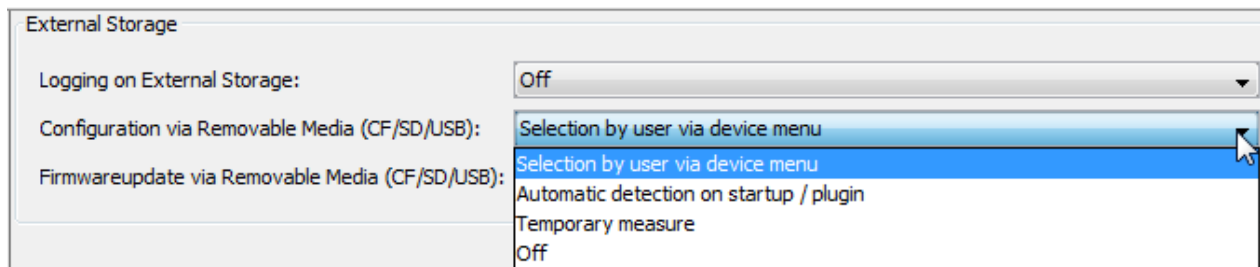 External Storage
Logging on External Storage: Off
Configuration via Removable Media (CF/SD/USB): Selection by user via device menu
Selection by user via device menu
Firmwareupdate via Removable Media (CF/SD/USB):
Automatic detection on startup / plugin
Temporary measure
Off